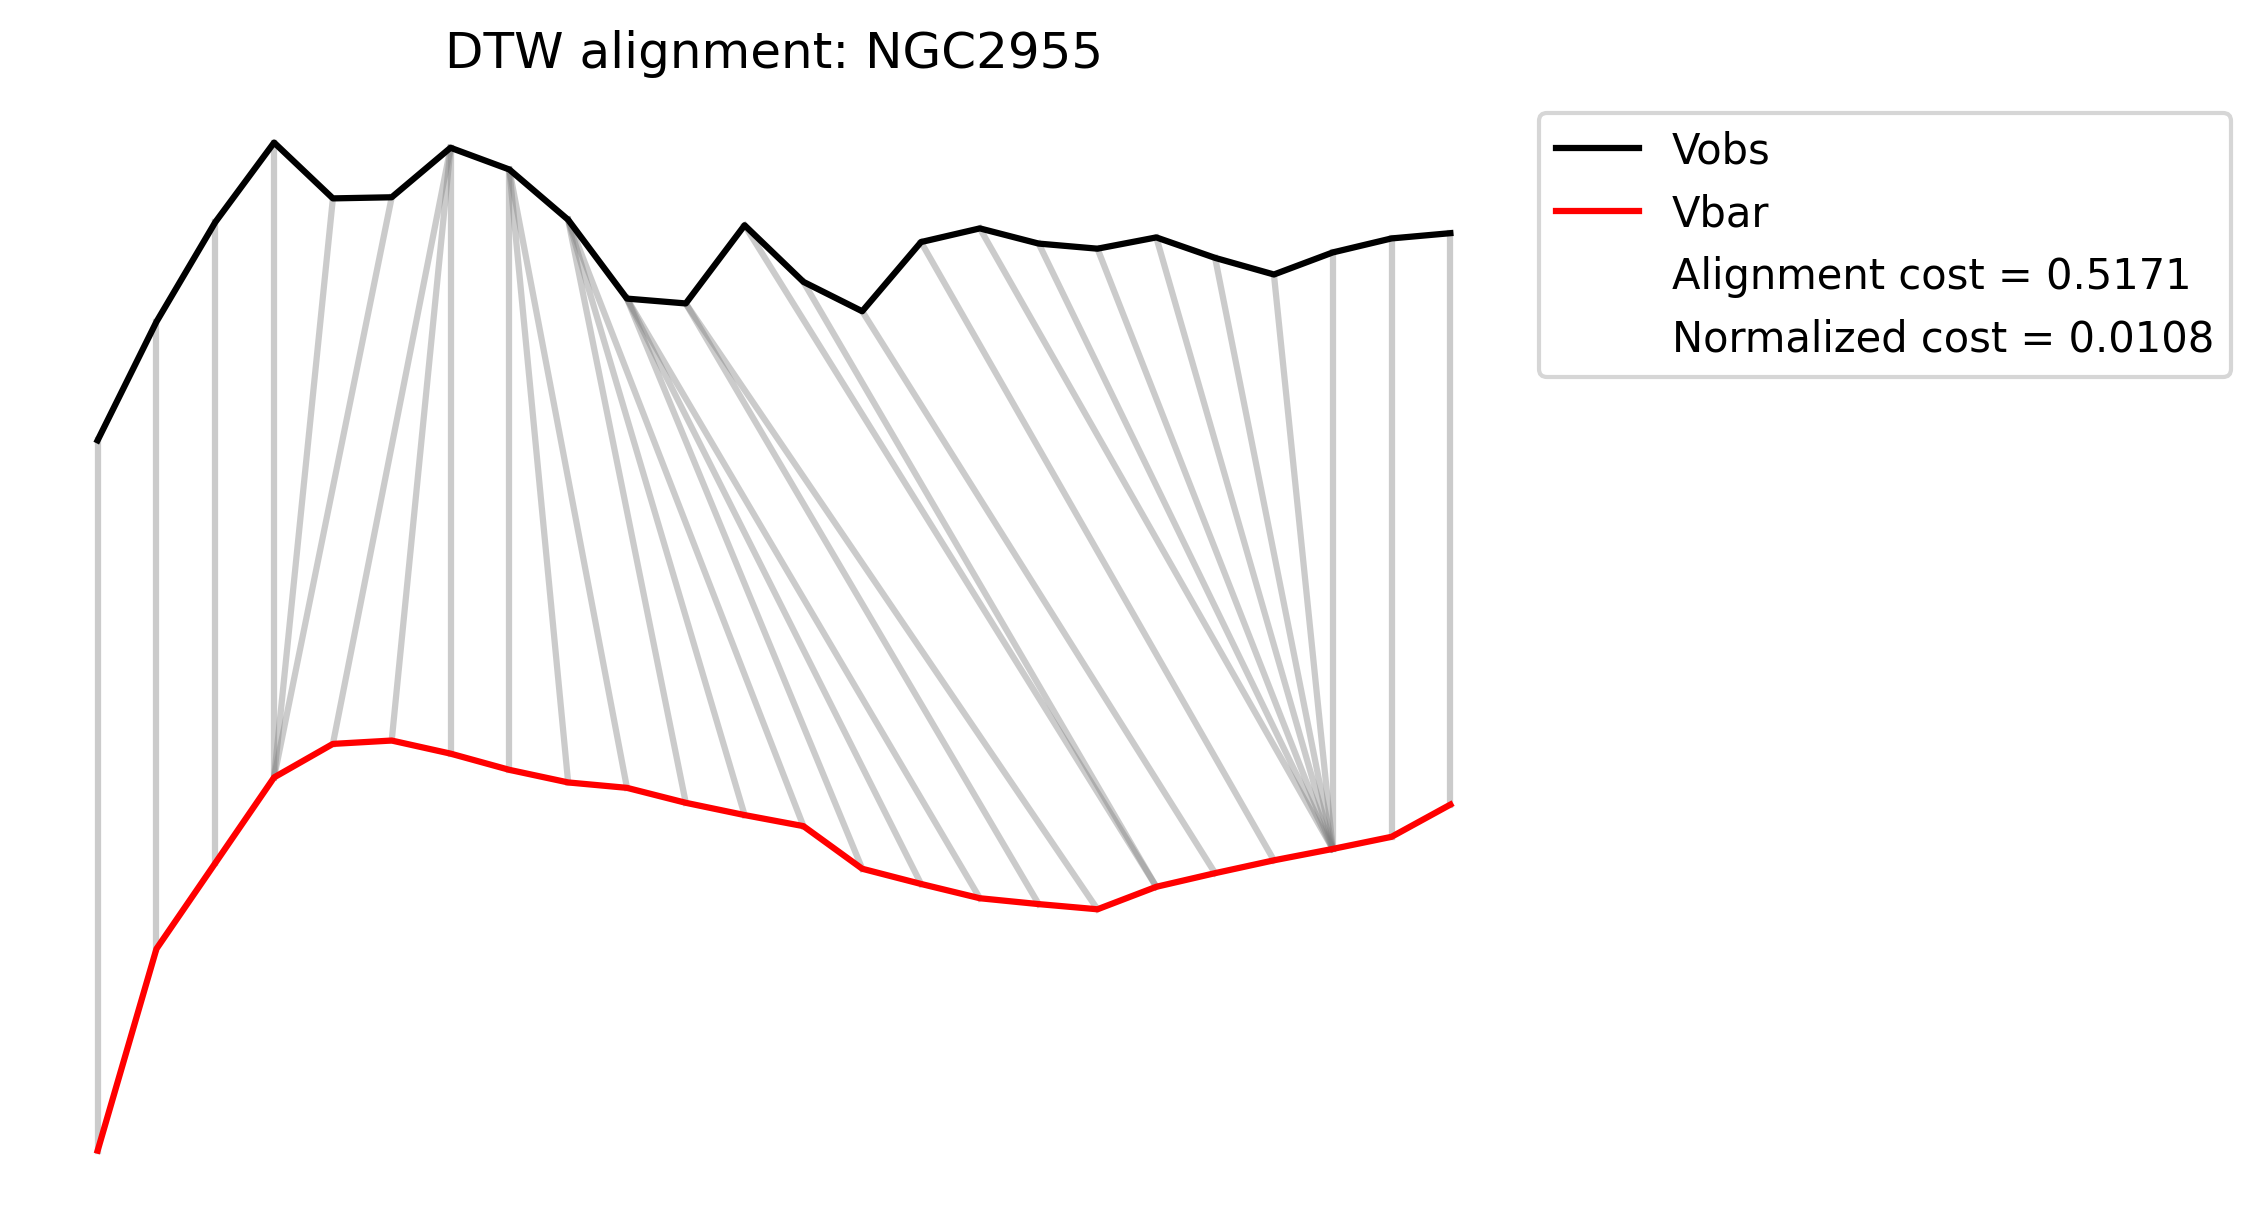 DTW alignment: NGC2955
Vobs
Vbar
Alignment cost = 0.5171
Normalized cost = 0.0108